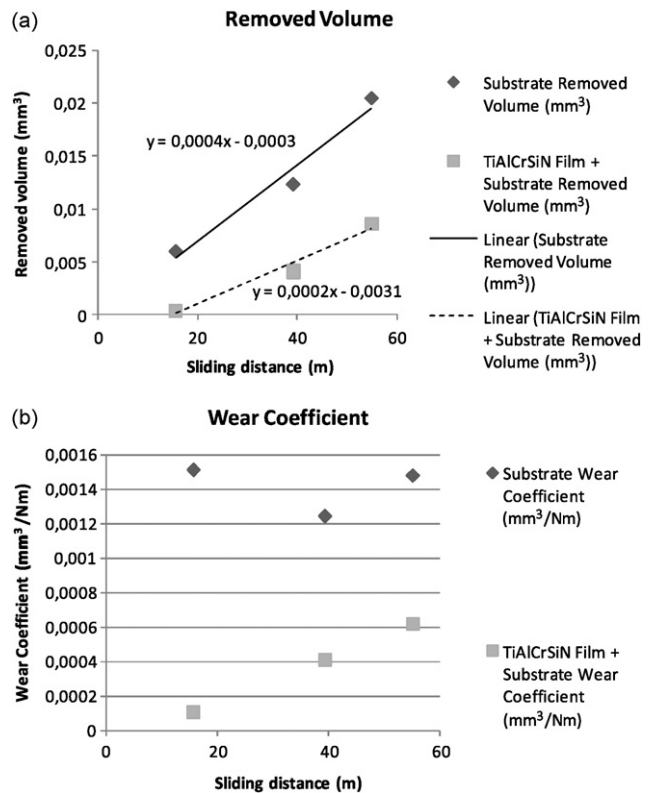 (a)
Removed Volume
Removed volume (mm³)
0,025
0,02
0,015
0,01
0,005
0
y = 0,0004x - 0,0003
y = 0,0002x - 0,0031
0
20
40
60
Sliding distance (m)
Substrate Removed
Volume (mm³)
TiAlCrSiN Film +
Substrate Removed
Volume (mm³)
Linear (Substrate
Removed Volume
(mm³))
Linear (TiAlCrSiN Film
+ Substrate Removed
Volume (mm³))
(b)
Wear Coefficient
Wear Coefficient (mm³/Nm)
0,0016
0,0014
0,0012
0,001
0,0008
0,0006
0,0004
0,0002
0
0
20
40
60
Sliding distance (m)
Substrate Wear
Coefficient
(mm³/Nm)
TiAlCrSiN Film +
Substrate Wear
Coefficient
(mm³/Nm)